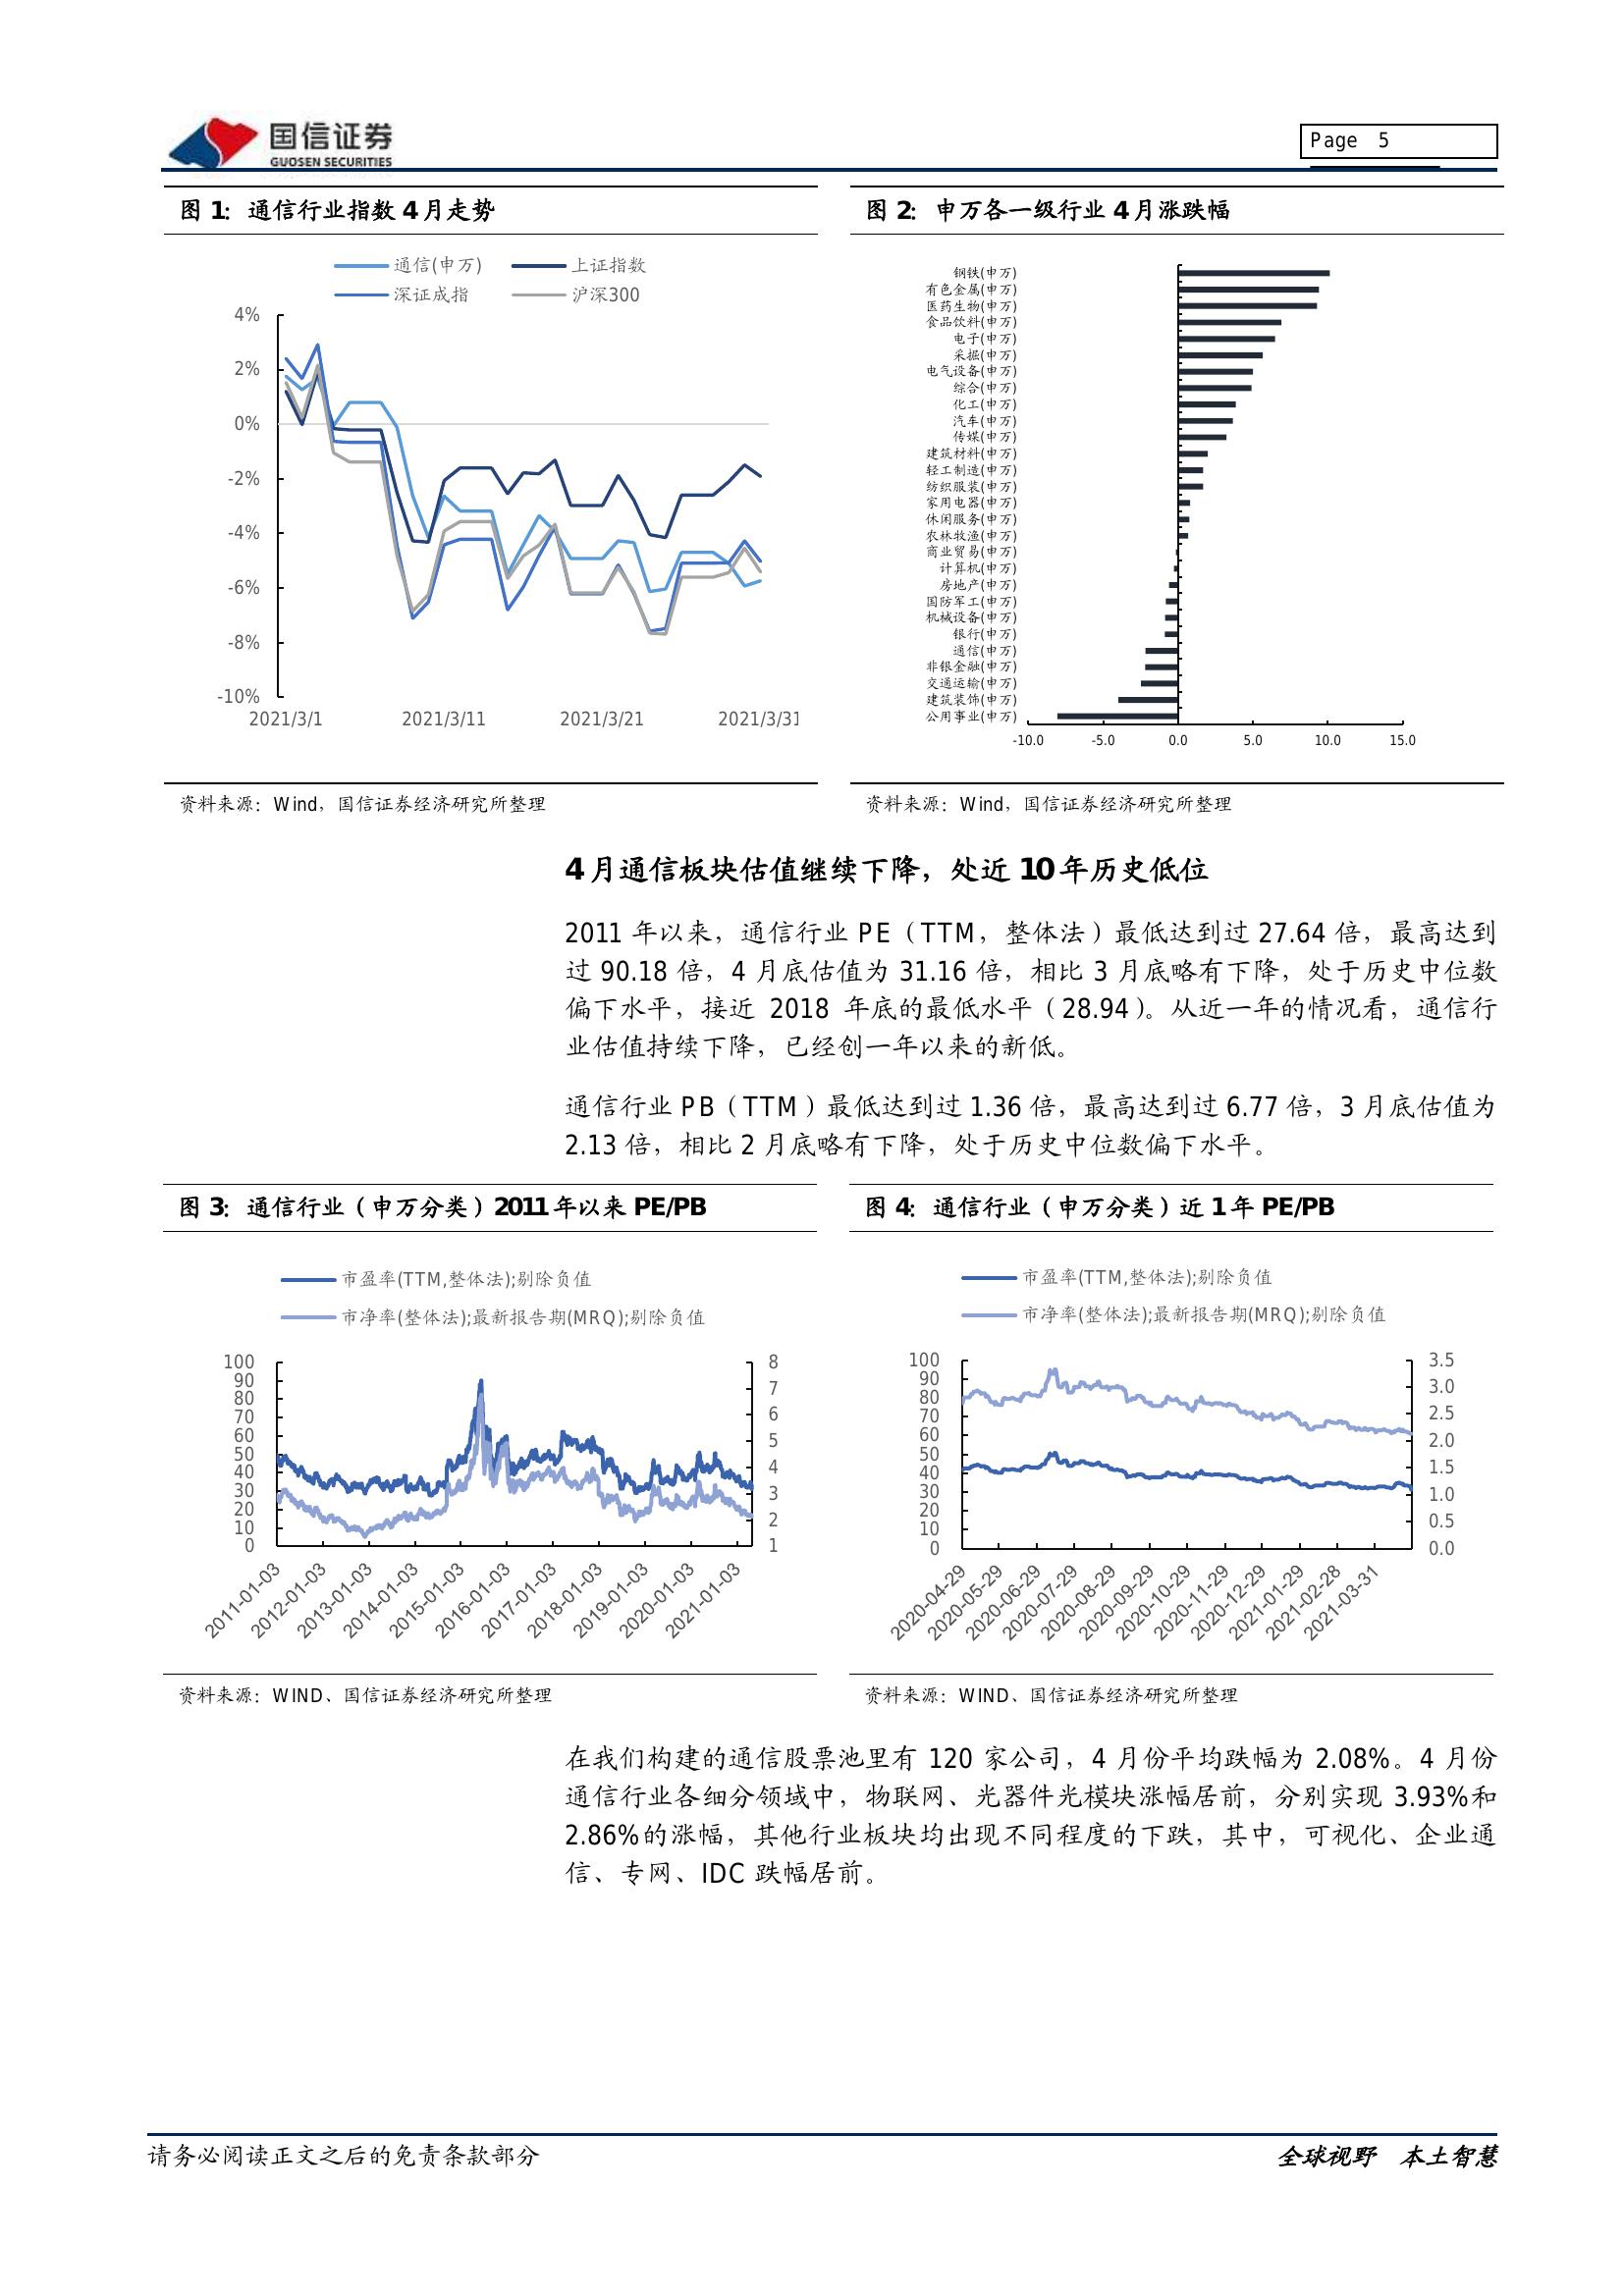 国信证券
GUOSEN SECURITIES
Page 5
图 1：通信行业指数 4 月走势
通信(申万) 上证指数
深证成指 沪深300
4%
2%
0%
-2%
-4%
-6%
-8%
-10%
2021/3/1 2021/3/11 2021/3/21 2021/3/31
资料来源：Wind，国信证券经济研究所整理
图 2：申万各一级行业 4 月涨跌幅
钢铁(申万)
有色金属(申万)
医药生物(申万)
食品饮料(申万)
电子(申万)
采掘(申万)
电气设备(申万)
综合(申万)
化工(申万)
汽车(申万)
传媒(申万)
建筑材料(申万)
轻工制造(申万)
纺织服装(申万)
家用电器(申万)
休闲服务(申万)
农林牧渔(申万)
商业贸易(申万)
计算机(申万)
房地产(申万)
国防军工(申万)
机械设备(申万)
银行(申万)
通信(申万)
非银金融(申万)
交通运输(申万)
建筑装饰(申万)
公用事业(申万)
-10.0 -5.0 0.0 5.0 10.0 15.0
资料来源：Wind，国信证券经济研究所整理
4 月通信板块估值继续下降，处近 10 年历史低位
2011 年以来，通信行业 PE（TTM，整体法）最低达到过 27.64 倍，最高达到
过 90.18 倍，4 月底估值为 31.16 倍，相比 3 月底略有下降，处于历史中位数
偏下水平，接近 2018 年底的最低水平（28.94）。从近一年的情况看，通信行
业估值持续下降，已经创一年以来的新低。
通信行业 PB（TTM）最低达到过 1.36 倍，最高达到过 6.77 倍，3 月底估值为
2.13 倍，相比 2 月底略有下降，处于历史中位数偏下水平。
图 3：通信行业（申万分类）2011 年以来 PE/PB
市盈率(TTM,整体法);剔除负值
市净率(整体法);最新报告期(MRQ);剔除负值
100 8
90 7
80
70 6
60 5
50
40 4
30 3
20 2
10
0 1
2011-01-03 2012-01-03 2013-01-03 2014-01-03 2015-01-03 2016-01-03 2017-01-03 2018-01-03 2019-01-03 2020-01-03 2021-01-03
资料来源：WIND、国信证券经济研究所整理
图 4：通信行业（申万分类）近 1 年 PE/PB
市盈率(TTM,整体法);剔除负值
市净率(整体法);最新报告期(MRQ);剔除负值
100 3.5
90 3.0
80
70 2.5
60 2.0
50
40 1.5
30 1.0
20
10 0.5
0 0.0
2020-04-29 2020-05-29 2020-06-29 2020-07-29 2020-08-29 2020-09-29 2020-10-29 2020-11-29 2020-12-29 2021-01-29 2021-02-28 2021-03-31
资料来源：WIND、国信证券经济研究所整理
在我们构建的通信股票池里有 120 家公司，4 月份平均跌幅为 2.08%。4 月份
通信行业各细分领域中，物联网、光器件光模块涨幅居前，分别实现 3.93%和
2.86%的涨幅，其他行业板块均出现不同程度的下跌，其中，可视化、企业通
信、专网、IDC 跌幅居前。
请务必阅读正文之后的免责条款部分
全球视野 本土智慧